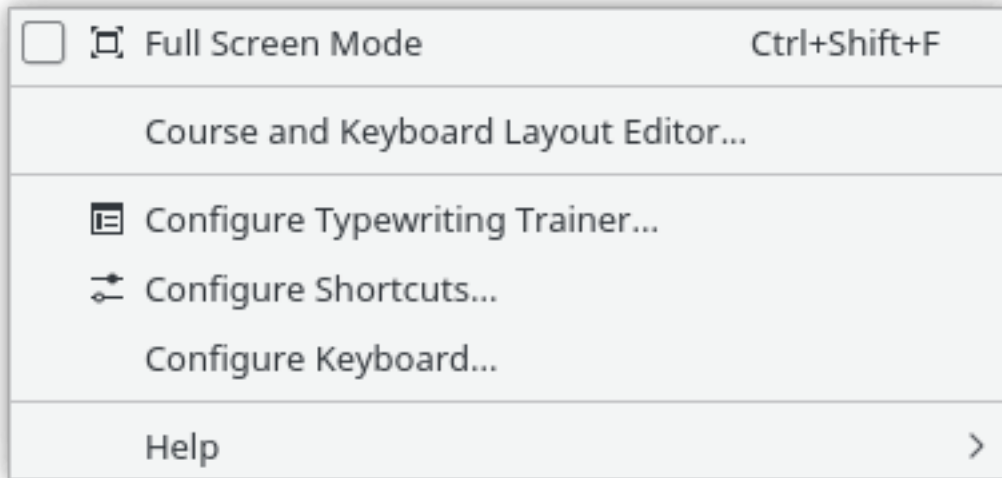 Full Screen Mode Ctrl+Shift+F
Course and Keyboard Layout Editor...
Configure Typewriting Trainer...
Configure Shortcuts...
Configure Keyboard...
Help